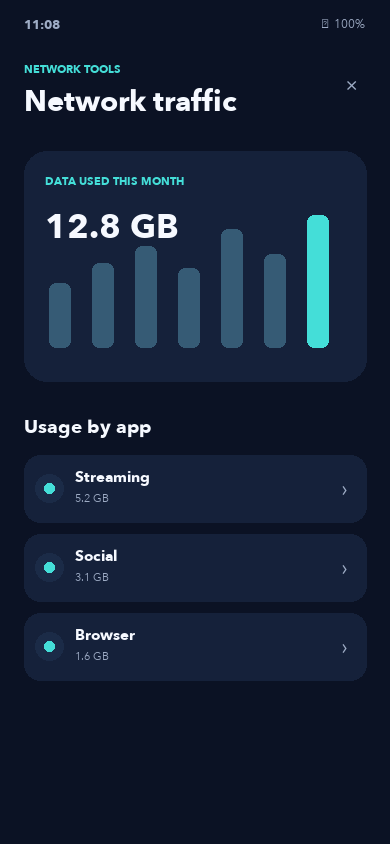 11:08
100%
NETWORK TOOLS
Network traffic
×
DATA USED THIS MONTH
12.8 GB
Usage by app
Streaming
5.2 GB
›
Social
3.1 GB
›
Browser
1.6 GB
›